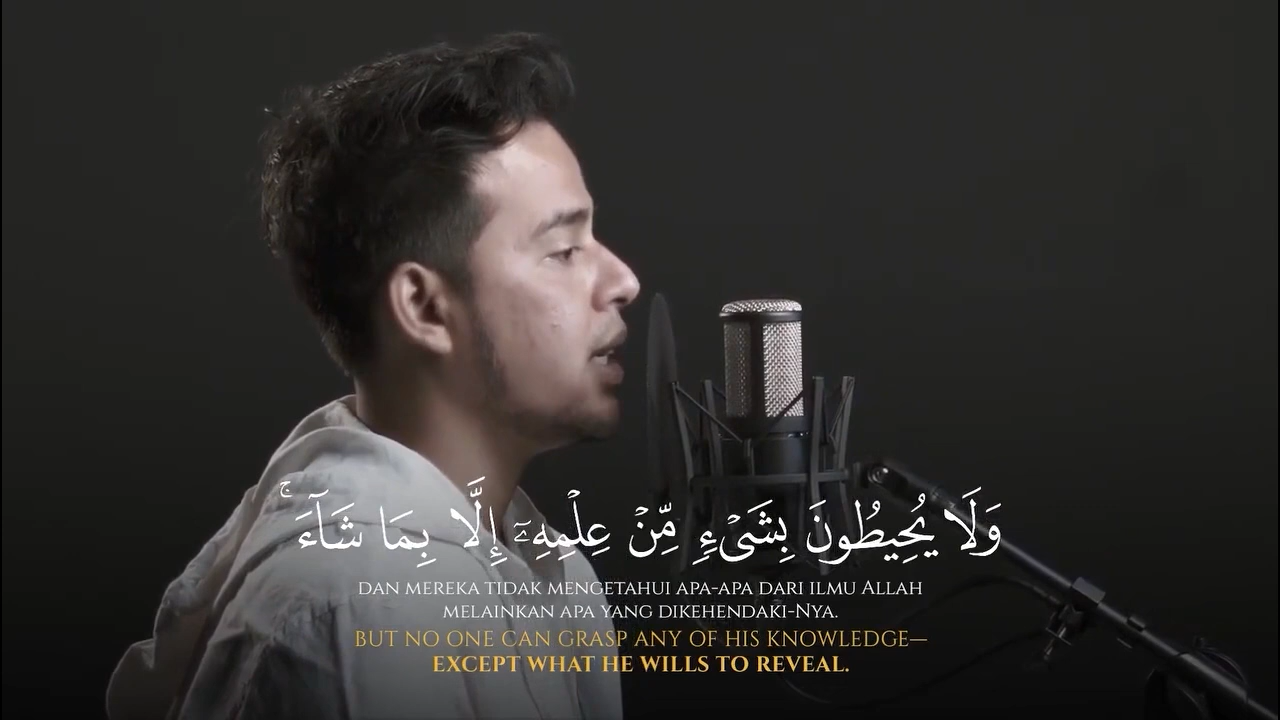 وَلَا يُحِيطُونَ بِشَىْءٍ مِّنْ عِلْمِهِۦٓ إِلَّا بِمَا شَآءَ ۚ
DAN MEREKA TIDAK MENGETAHUI APA-APA DARI ILMU ALLAH
MELAINKAN APA YANG DIKEHENDAKI-NYA.
BUT NO ONE CAN GRASP ANY OF HIS KNOWLEDGE—
EXCEPT WHAT HE WILLS TO REVEAL.